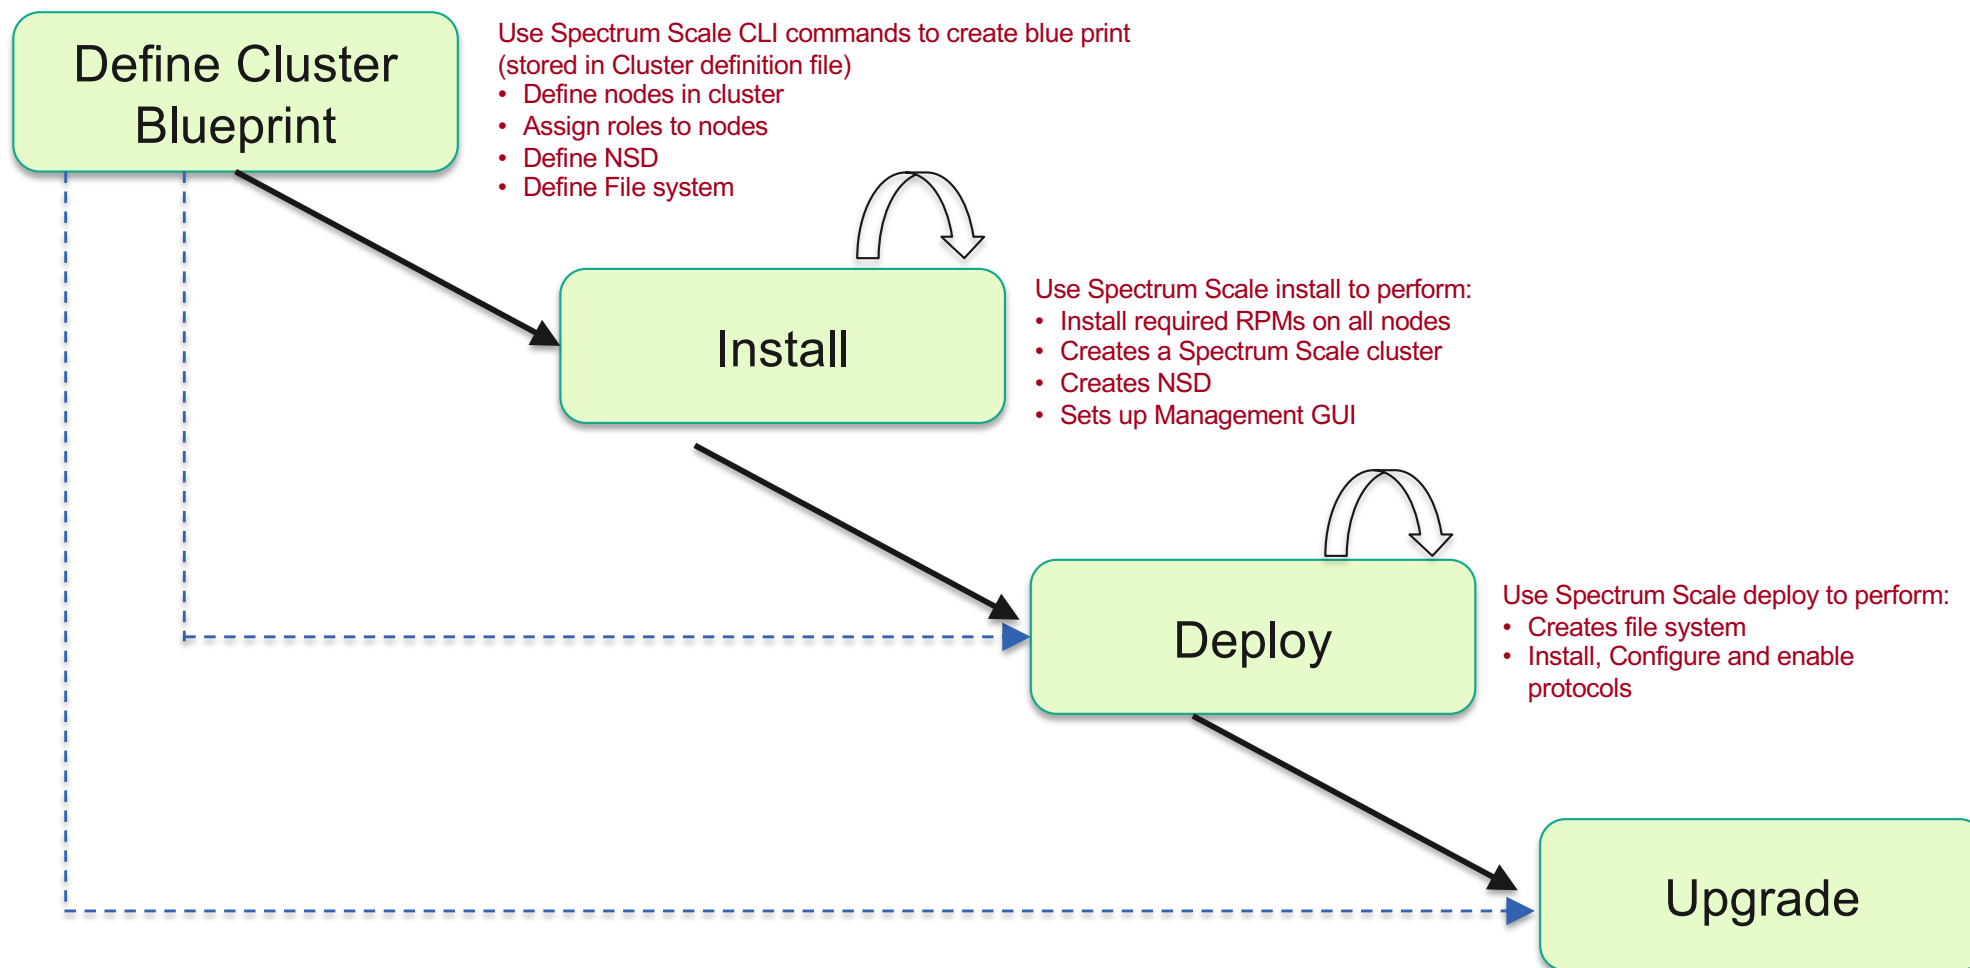 Define Cluster
Blueprint
Use Spectrum Scale CLI commands to create blue print
(stored in Cluster definition file)
• Define nodes in cluster
• Assign roles to nodes
• Define NSD
• Define File system
Install
Use Spectrum Scale install to perform:
• Install required RPMs on all nodes
• Creates a Spectrum Scale cluster
• Creates NSD
• Sets up Management GUI
Deploy
Use Spectrum Scale deploy to perform:
• Creates file system
• Install, Configure and enable
protocols
Upgrade